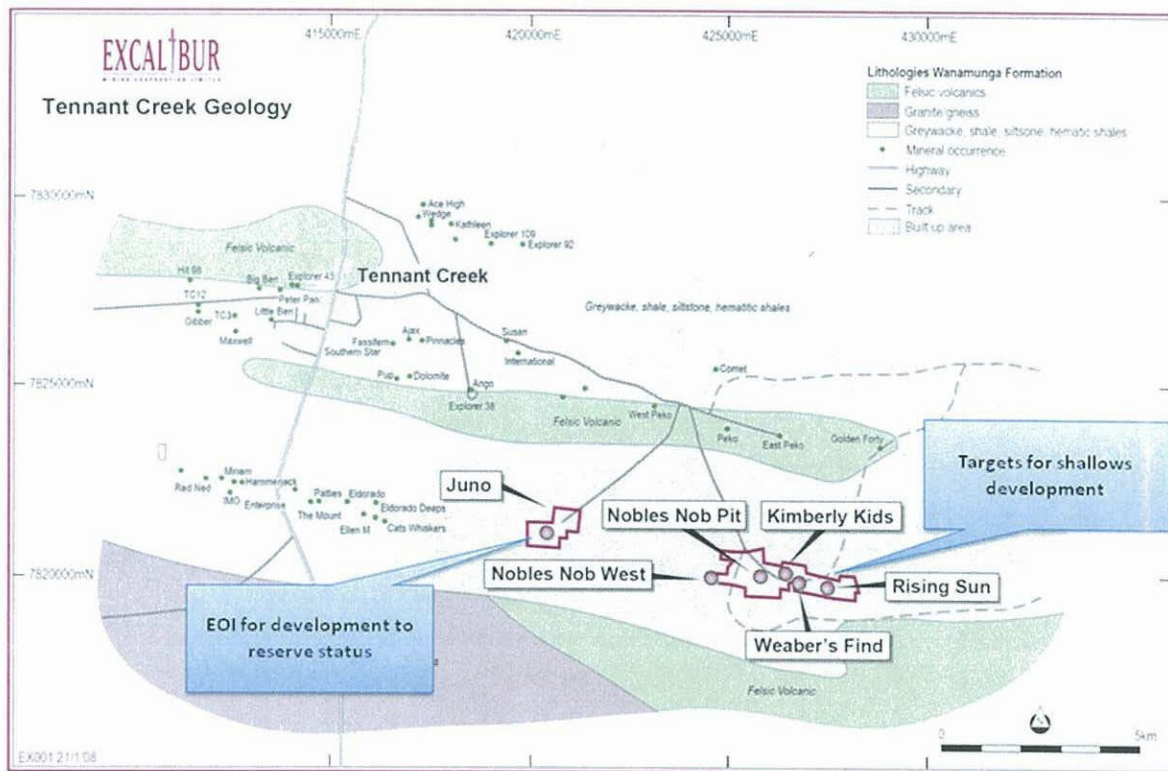 415000mE
420000mE
425000mE
430000mE
EXCALIBUR
MINING CORPORATION LIMITED
Tennant Creek Geology
Lithologies Wanamunga Formation
Felsic volcanics
Granite gneiss
Greywacke, shale, siltsone, hematic shales
Mineral occurrence
Highway
Secondary
Track
Built up area
7830000mN
Ace High
Wedge
Kathleen
Explorer 109
Explorer 92
Felsic Volcanic
Hit 98
Big Ben
Explorer 45
Tennant Creek
Peter Pan
TC12
Gibber
TC3
Little Ben
Maxwell
Greywacke, shale, siltstone, hematitic shales
Southern Star
Fassifern
Ajax
Pinnacles
Susan
International
7825000mN
Pup
Dolomite
Ango
Explorer 38
Comet
Felsic Volcanic
West Peko
Peko
East Peko
Golden Forty
Targets for shallows
development
Red Ned
Miriam
Hammerjack
IMO
Enterprise
Patties
The Mount
Eldorado
Eldorado Deeps
Ellen M
Cats Whiskers
Juno
Nobles Nob Pit
Kimberly Kids
7820000mN
Nobles Nob West
Rising Sun
Weaber's Find
EOI for development to
reserve status
Felsic Volcanic
0
5km
EX001 21/1/08